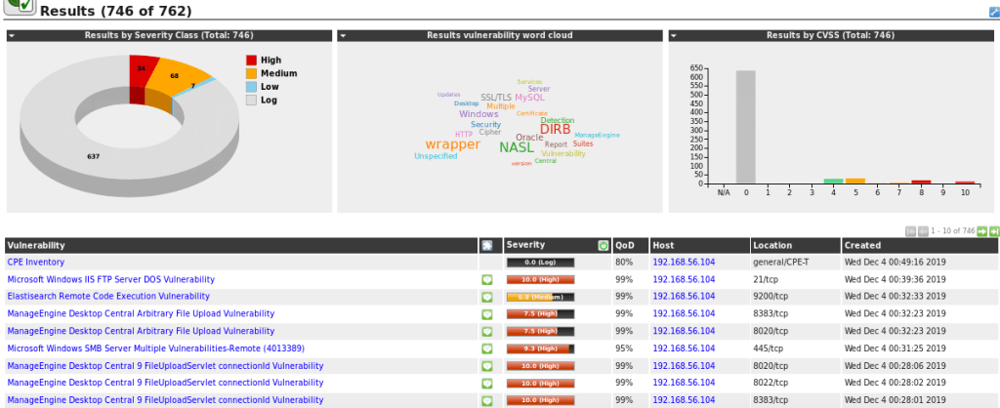 Results (746 of 762)
Results by Severity Class (Total: 746)
34
68
7
637
High
Medium
Low
Log
Results vulnerability word cloud
Services
Server
Updates
SSL/TLS MySQL
Desktop
Multiple
Windows
Certificate
Security
Detection
HTTP
Cipher
DIRB
ManageEngine
Oracle
wrapper
NASL
Report
Suites
Unspecified
Vulnerability
version
Central
Results by CVSS (Total: 746)
650
600
550
500
450
400
350
300
250
200
150
100
50
0
N/A 0 1 2 3 4 5 6 7 8 9 10
1 - 10 of 746
Vulnerability Severity QoD Host Location Created
CPE Inventory 0.0 (Log) 80% 192.168.56.104 general/CPE-T Wed Dec 4 00:49:16 2019
Microsoft Windows IIS FTP Server DOS Vulnerability 10.0 (High) 99% 192.168.56.104 21/tcp Wed Dec 4 00:39:36 2019
Elastisearch Remote Code Execution Vulnerability 6.8 (Medium) 99% 192.168.56.104 9200/tcp Wed Dec 4 00:32:33 2019
ManageEngine Desktop Central Arbitrary File Upload Vulnerability 7.5 (High) 99% 192.168.56.104 8383/tcp Wed Dec 4 00:32:23 2019
ManageEngine Desktop Central Arbitrary File Upload Vulnerability 7.5 (High) 99% 192.168.56.104 8020/tcp Wed Dec 4 00:32:23 2019
Microsoft Windows SMB Server Multiple Vulnerabilities-Remote (4013389) 9.3 (High) 95% 192.168.56.104 445/tcp Wed Dec 4 00:31:25 2019
ManageEngine Desktop Central 9 FileUploadServlet connectionId Vulnerability 10.0 (High) 99% 192.168.56.104 8020/tcp Wed Dec 4 00:28:06 2019
ManageEngine Desktop Central 9 FileUploadServlet connectionId Vulnerability 10.0 (High) 99% 192.168.56.104 8022/tcp Wed Dec 4 00:28:02 2019
ManageEngine Desktop Central 9 FileUploadServlet connectionId Vulnerability 10.0 (High) 99% 192.168.56.104 8383/tcp Wed Dec 4 00:28:01 2019